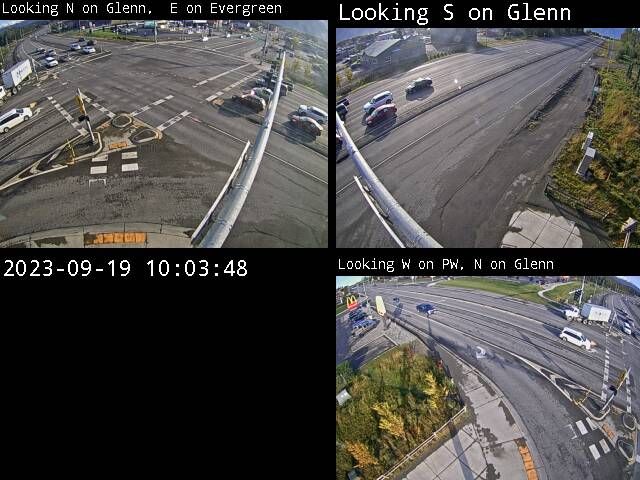 Looking N on Glenn,  E on Evergreen
Looking S on Glenn
2023-09-19 10:03:48
Looking W on PW, N on Glenn